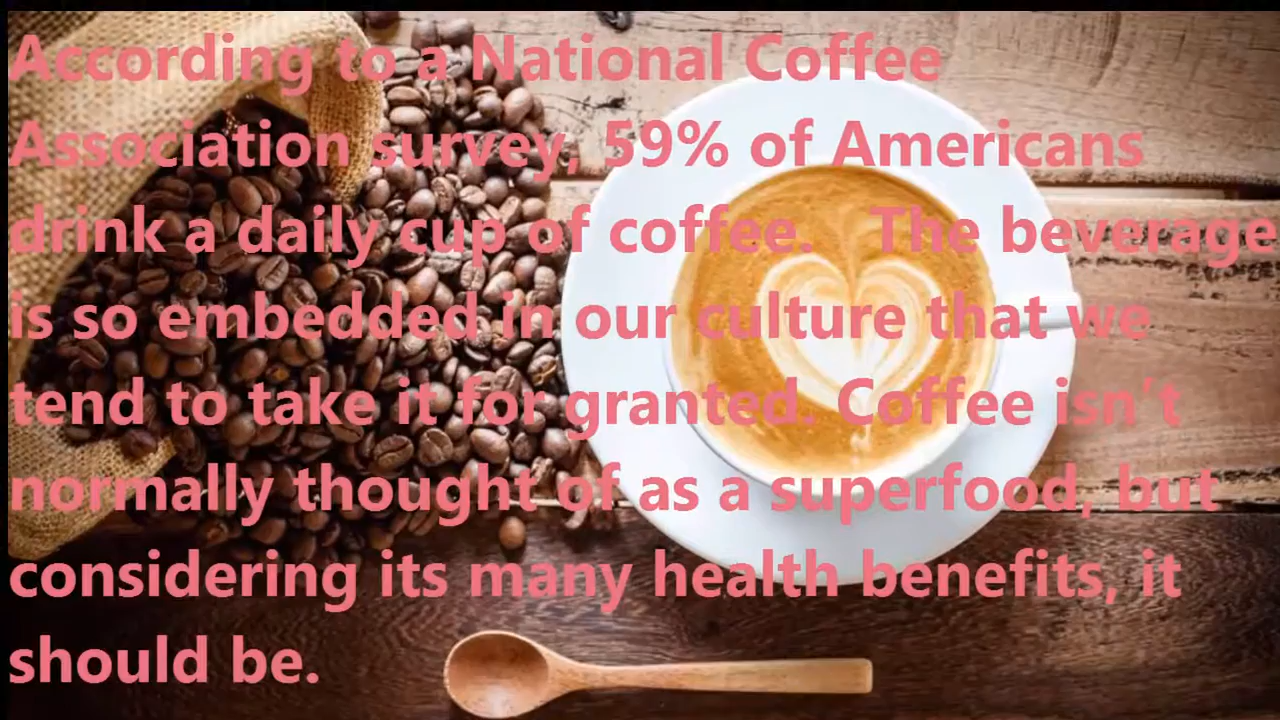 According to a National Coffee
Association survey, 59% of Americans
drink a daily cup of coffee.   The beverage
is so embedded in our culture that we
tend to take it for granted. Coffee isn’t
normally thought of as a superfood, but
considering its many health benefits, it
should be.